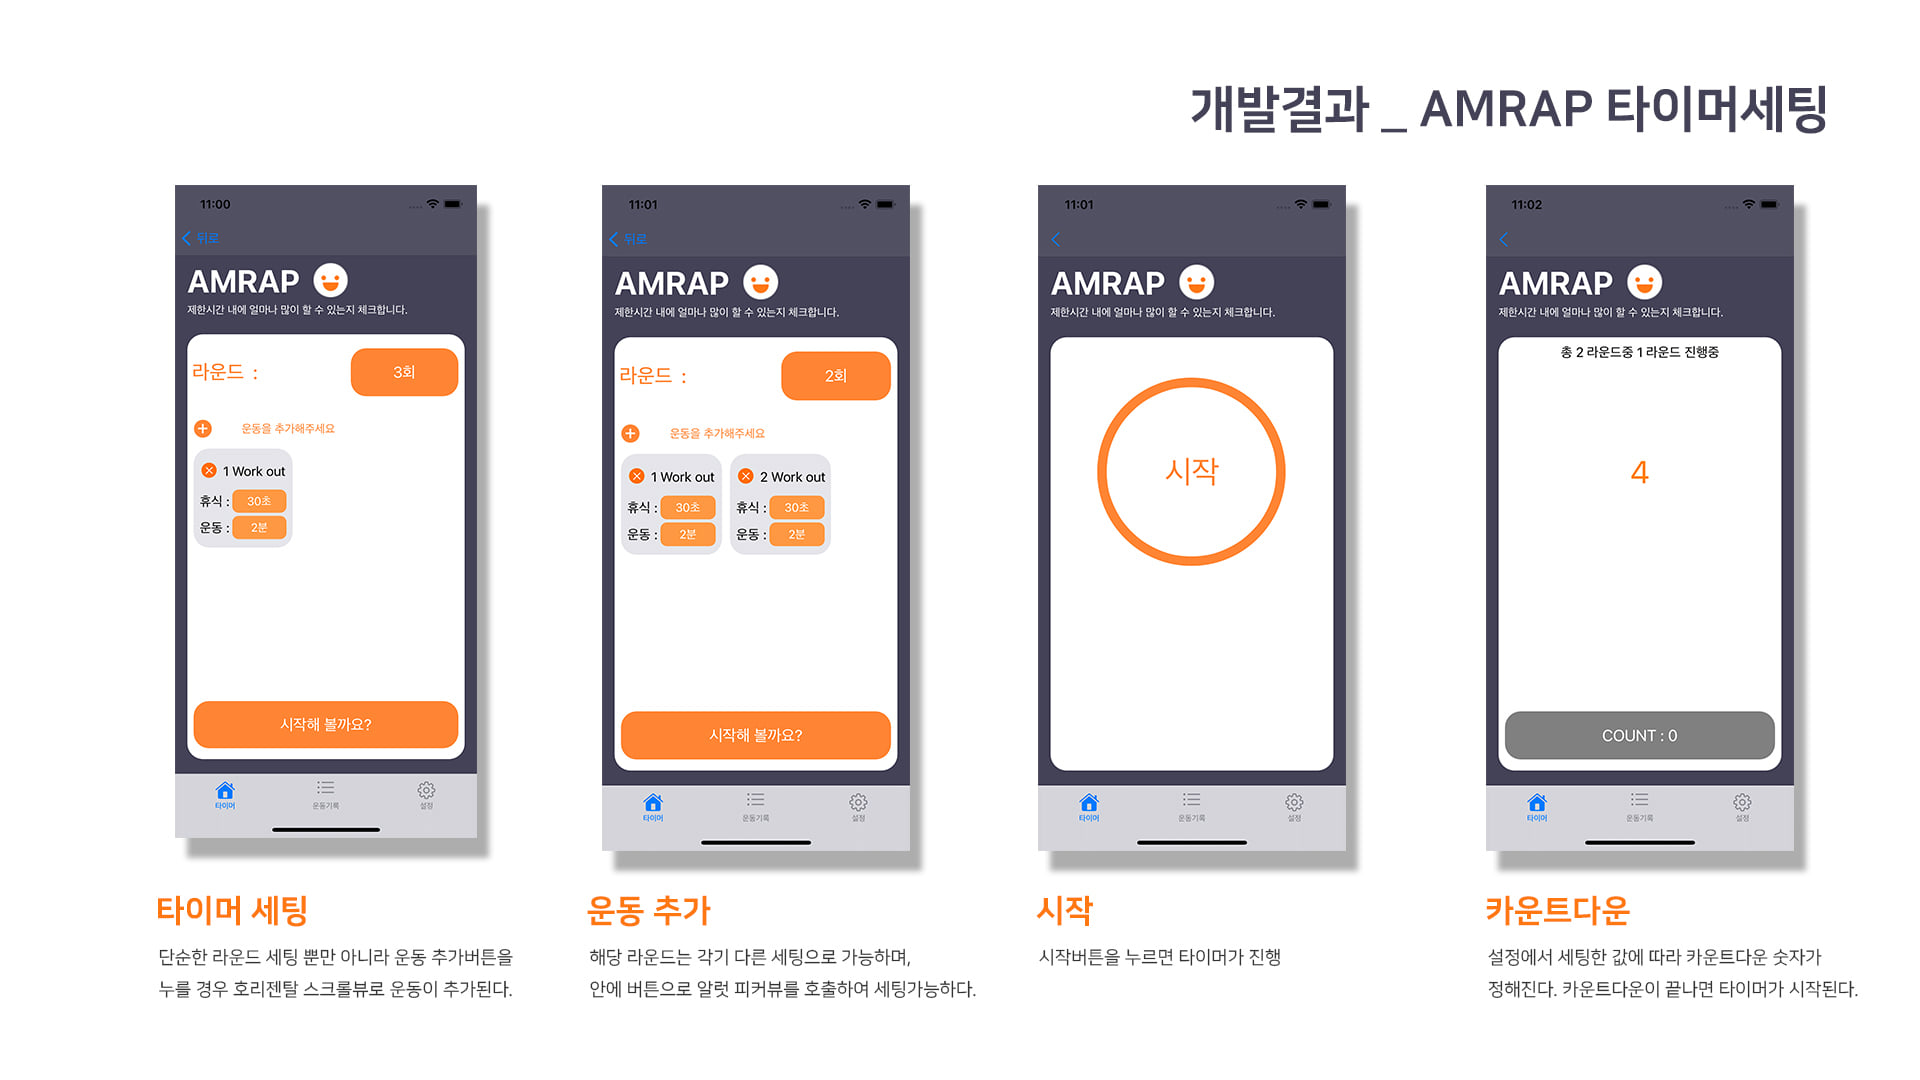 개발결과 _ AMRAP 타이머세팅
11:00
뒤로
AMRAP
제한시간 내에 얼마나 많이 할 수 있는지 체크합니다.
라운드 :
3회
운동을 추가해주세요
1 Work out
휴식 : 30초
운동 : 2분
시작해 볼까요?
타이머 운동기록 설정
타이머 세팅
단순한 라운드 세팅 뿐만 아니라 운동 추가버튼을
누를 경우 호리젠탈 스크롤뷰로 운동이 추가된다.
11:01
뒤로
AMRAP
제한시간 내에 얼마나 많이 할 수 있는지 체크합니다.
라운드 :
2회
운동을 추가해주세요
1 Work out 2 Work out
휴식 : 30초 휴식 : 30초
운동 : 2분 운동 : 2분
시작해 볼까요?
타이머 운동기록 설정
운동 추가
해당 라운드는 각기 다른 세팅으로 가능하며,
안에 버튼으로 알럿 피커뷰를 호출하여 세팅가능하다.
11:01
AMRAP
제한시간 내에 얼마나 많이 할 수 있는지 체크합니다.
시작
타이머 운동기록 설정
시작
시작버튼을 누르면 타이머가 진행
11:02
AMRAP
제한시간 내에 얼마나 많이 할 수 있는지 체크합니다.
총 2 라운드중 1 라운드 진행중
4
COUNT : 0
타이머 운동기록 설정
카운트다운
설정에서 세팅한 값에 따라 카운트다운 숫자가
정해진다. 카운트다운이 끝나면 타이머가 시작된다.